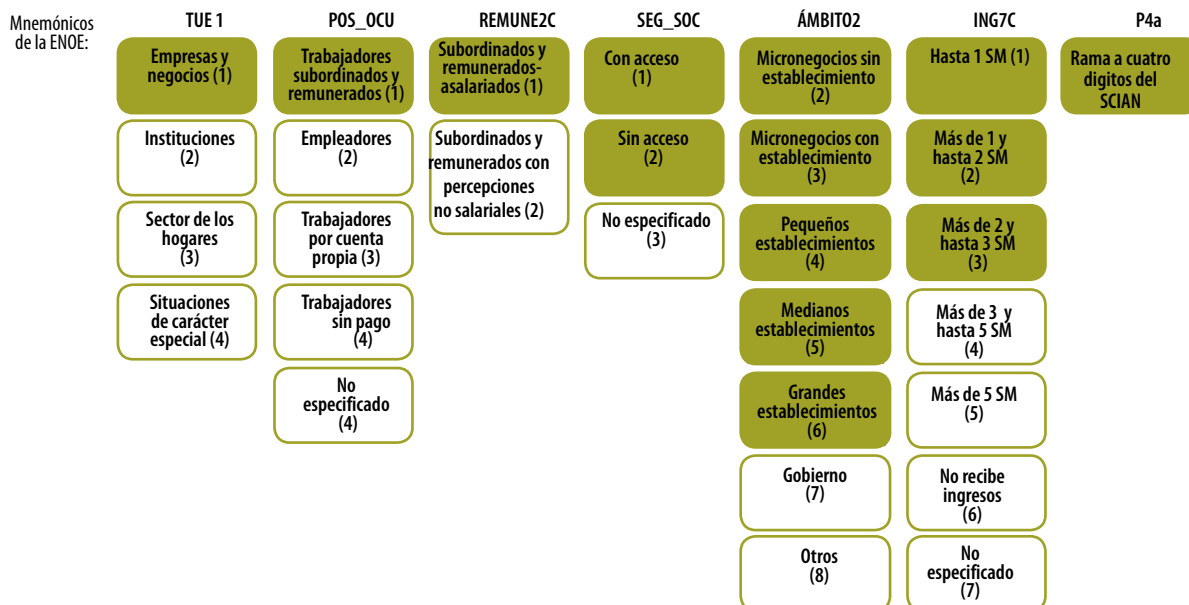 Mnemónicos
de la ENOE:
TUE 1
POS_OCU
REMUNE2C
SEG_SOC
ÁMBITO2
ING7C
P4a
Empresas y
negocios (1)
Instituciones
(2)
Sector de los
hogares
(3)
Situaciones
de carácter
especial (4)
Trabajadores
subordinados y
remunerados (1)
Empleadores
(2)
Trabajadores
por cuenta
propia (3)
Trabajadores
sin pago
(4)
No
especificado
(4)
Subordinados y
remunerados-
asalariados (1)
Subordinados y
remunerados con
percepciones
no salariales (2)
Con acceso
(1)
Sin acceso
(2)
No especificado
(3)
Micronegocios sin
establecimiento
(2)
Micronegocios con
establecimiento
(3)
Pequeños
establecimientos
(4)
Medianos
establecimientos
(5)
Grandes
establecimientos
(6)
Gobierno
(7)
Otros
(8)
Hasta 1 SM (1)
Más de 1 y
hasta 2 SM
(2)
Más de 2 y
hasta 3 SM
(3)
Más de 3 y
hasta 5 SM
(4)
Más de 5 SM
(5)
No recibe
ingresos
(6)
No
especificado
(7)
Rama a cuatro
digitos del
SCIAN